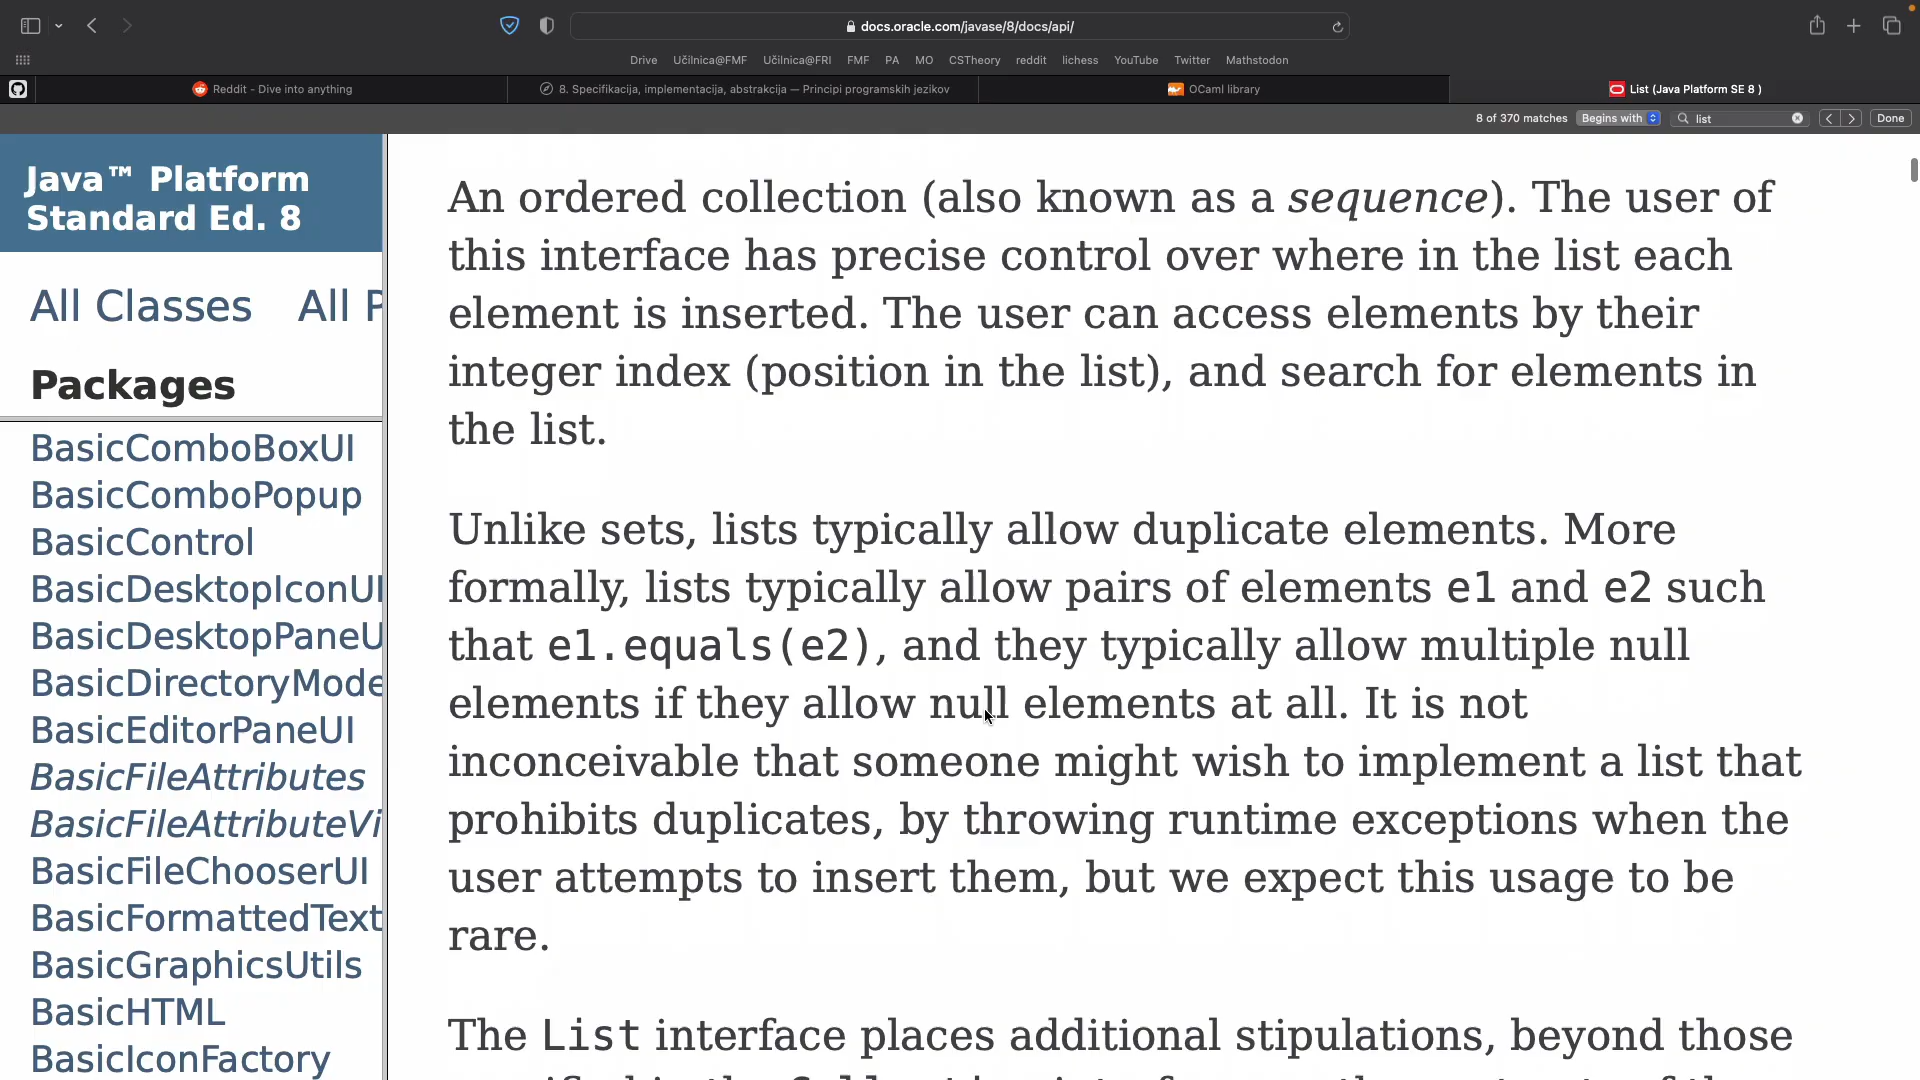 docs.oracle.com/javase/8/docs/api/
Drive Učilnica@FMF Učilnica@FRI FMF PA MO CSTheory reddit lichess YouTube Twitter Mathstodon
Reddit - Dive into anything
8. Specifikacija, implementacija, abstrakcija — Principi programskih jezikov
OCaml library
List (Java Platform SE 8 )
8 of 370 matches Begins with list Done
Java™ Platform
Standard Ed. 8
All Classes All P
Packages
BasicComboBoxUI
BasicComboPopup
BasicControl
BasicDesktopIconUI
BasicDesktopPaneU
BasicDirectoryMode
BasicEditorPaneUI
BasicFileAttributes
BasicFileAttributeVi
BasicFileChooserUI
BasicFormattedText
BasicGraphicsUtils
BasicHTML
BasicIconFactory
An ordered collection (also known as a sequence). The user of
this interface has precise control over where in the list each
element is inserted. The user can access elements by their
integer index (position in the list), and search for elements in
the list.
Unlike sets, lists typically allow duplicate elements. More
formally, lists typically allow pairs of elements e1 and e2 such
that e1.equals(e2), and they typically allow multiple null
elements if they allow null elements at all. It is not
inconceivable that someone might wish to implement a list that
prohibits duplicates, by throwing runtime exceptions when the
user attempts to insert them, but we expect this usage to be
rare.
The List interface places additional stipulations, beyond those